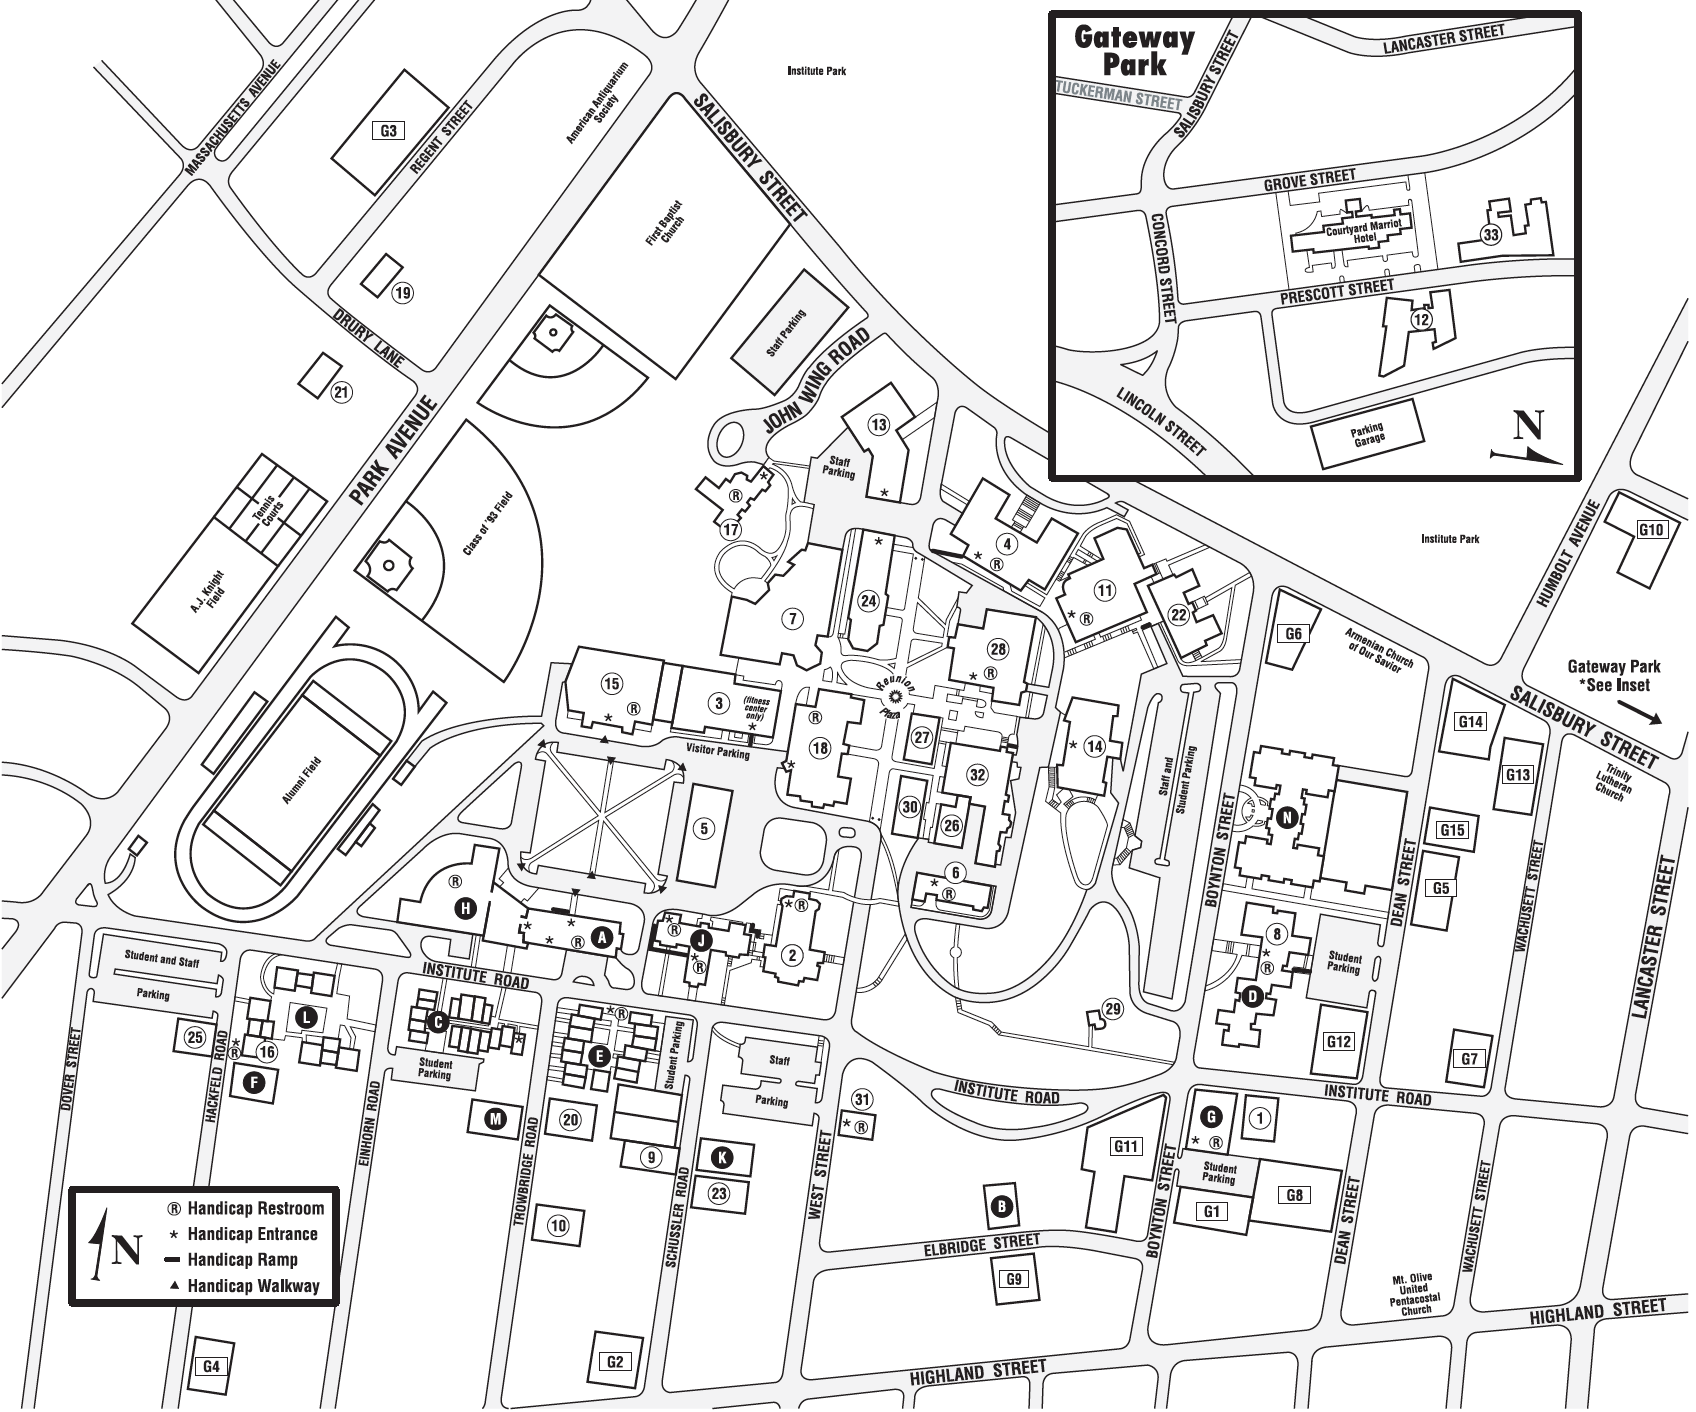 Gateway
Park
LANCASTER STREET
SALISBURY STREET
TUCKERMAN STREET
SALISBURY STREET
GROVE STREET
Courtyard Marriot
Hotel
33
CONCORD STREET
PRESCOTT STREET
12
LINCOLN STREET
Parking
Garage
N
Institute Park
MASSACHUSETTS AVENUE
G3
REGENT STREET
American Antiquarium
Society
SALISBURY STREET
First Baptist
Church
19
DRURY LANE
Staff Parking
JOHN WING ROAD
21
PARK AVENUE
13
Staff
Parking
Tennis
Courts
Class of '93 Field
* R
17
*
*
4
* R
A.J. Knight
Field
24
7
11
* R
22
Institute Park
HUMBOLT AVENUE
G10
G6
Armenian Church
of Our Savior
Gateway Park
*See Inset
28
* R
15
R
*
3
(fitness
center
only)
*
Reunion
Plaza
R
18
*
Visitor Parking
27
32
14
*
Staff and
Student Parking
SALISBURY STREET
G14
G13
Trinity
Lutheran
Church
Alumni Field
5
30
26
BOYNTON STREET
N
G15
DEAN STREET
G5
WACHUSETT STREET
LANCASTER STREET
R
H
6
* R
* R
* *
* R
A
* R
J
* R
2
8
*
R
Student
Parking
Student and Staff
Parking
INSTITUTE ROAD
D
25
L
C
*
* R
E
Student Parking
29
G12
G7
* R
16
F
Student
Parking
Staff
Parking
DOVER STREET
HACKFELD ROAD
EINHORN ROAD
M
TROWBRIDGE ROAD
20
9
K
23
SCHUSSLER ROAD
WEST STREET
31
* R
INSTITUTE ROAD
INSTITUTE ROAD
G
* R
1
G11
Student
Parking
G1
G8
BOYNTON STREET
DEAN STREET
WACHUSETT STREET
B
10
ELBRIDGE STREET
G9
Mt. Olive
United
Pentacostal
Church
HIGHLAND STREET
N
R Handicap Restroom
* Handicap Entrance
Handicap Ramp
▲ Handicap Walkway
G4
G2
HIGHLAND STREET